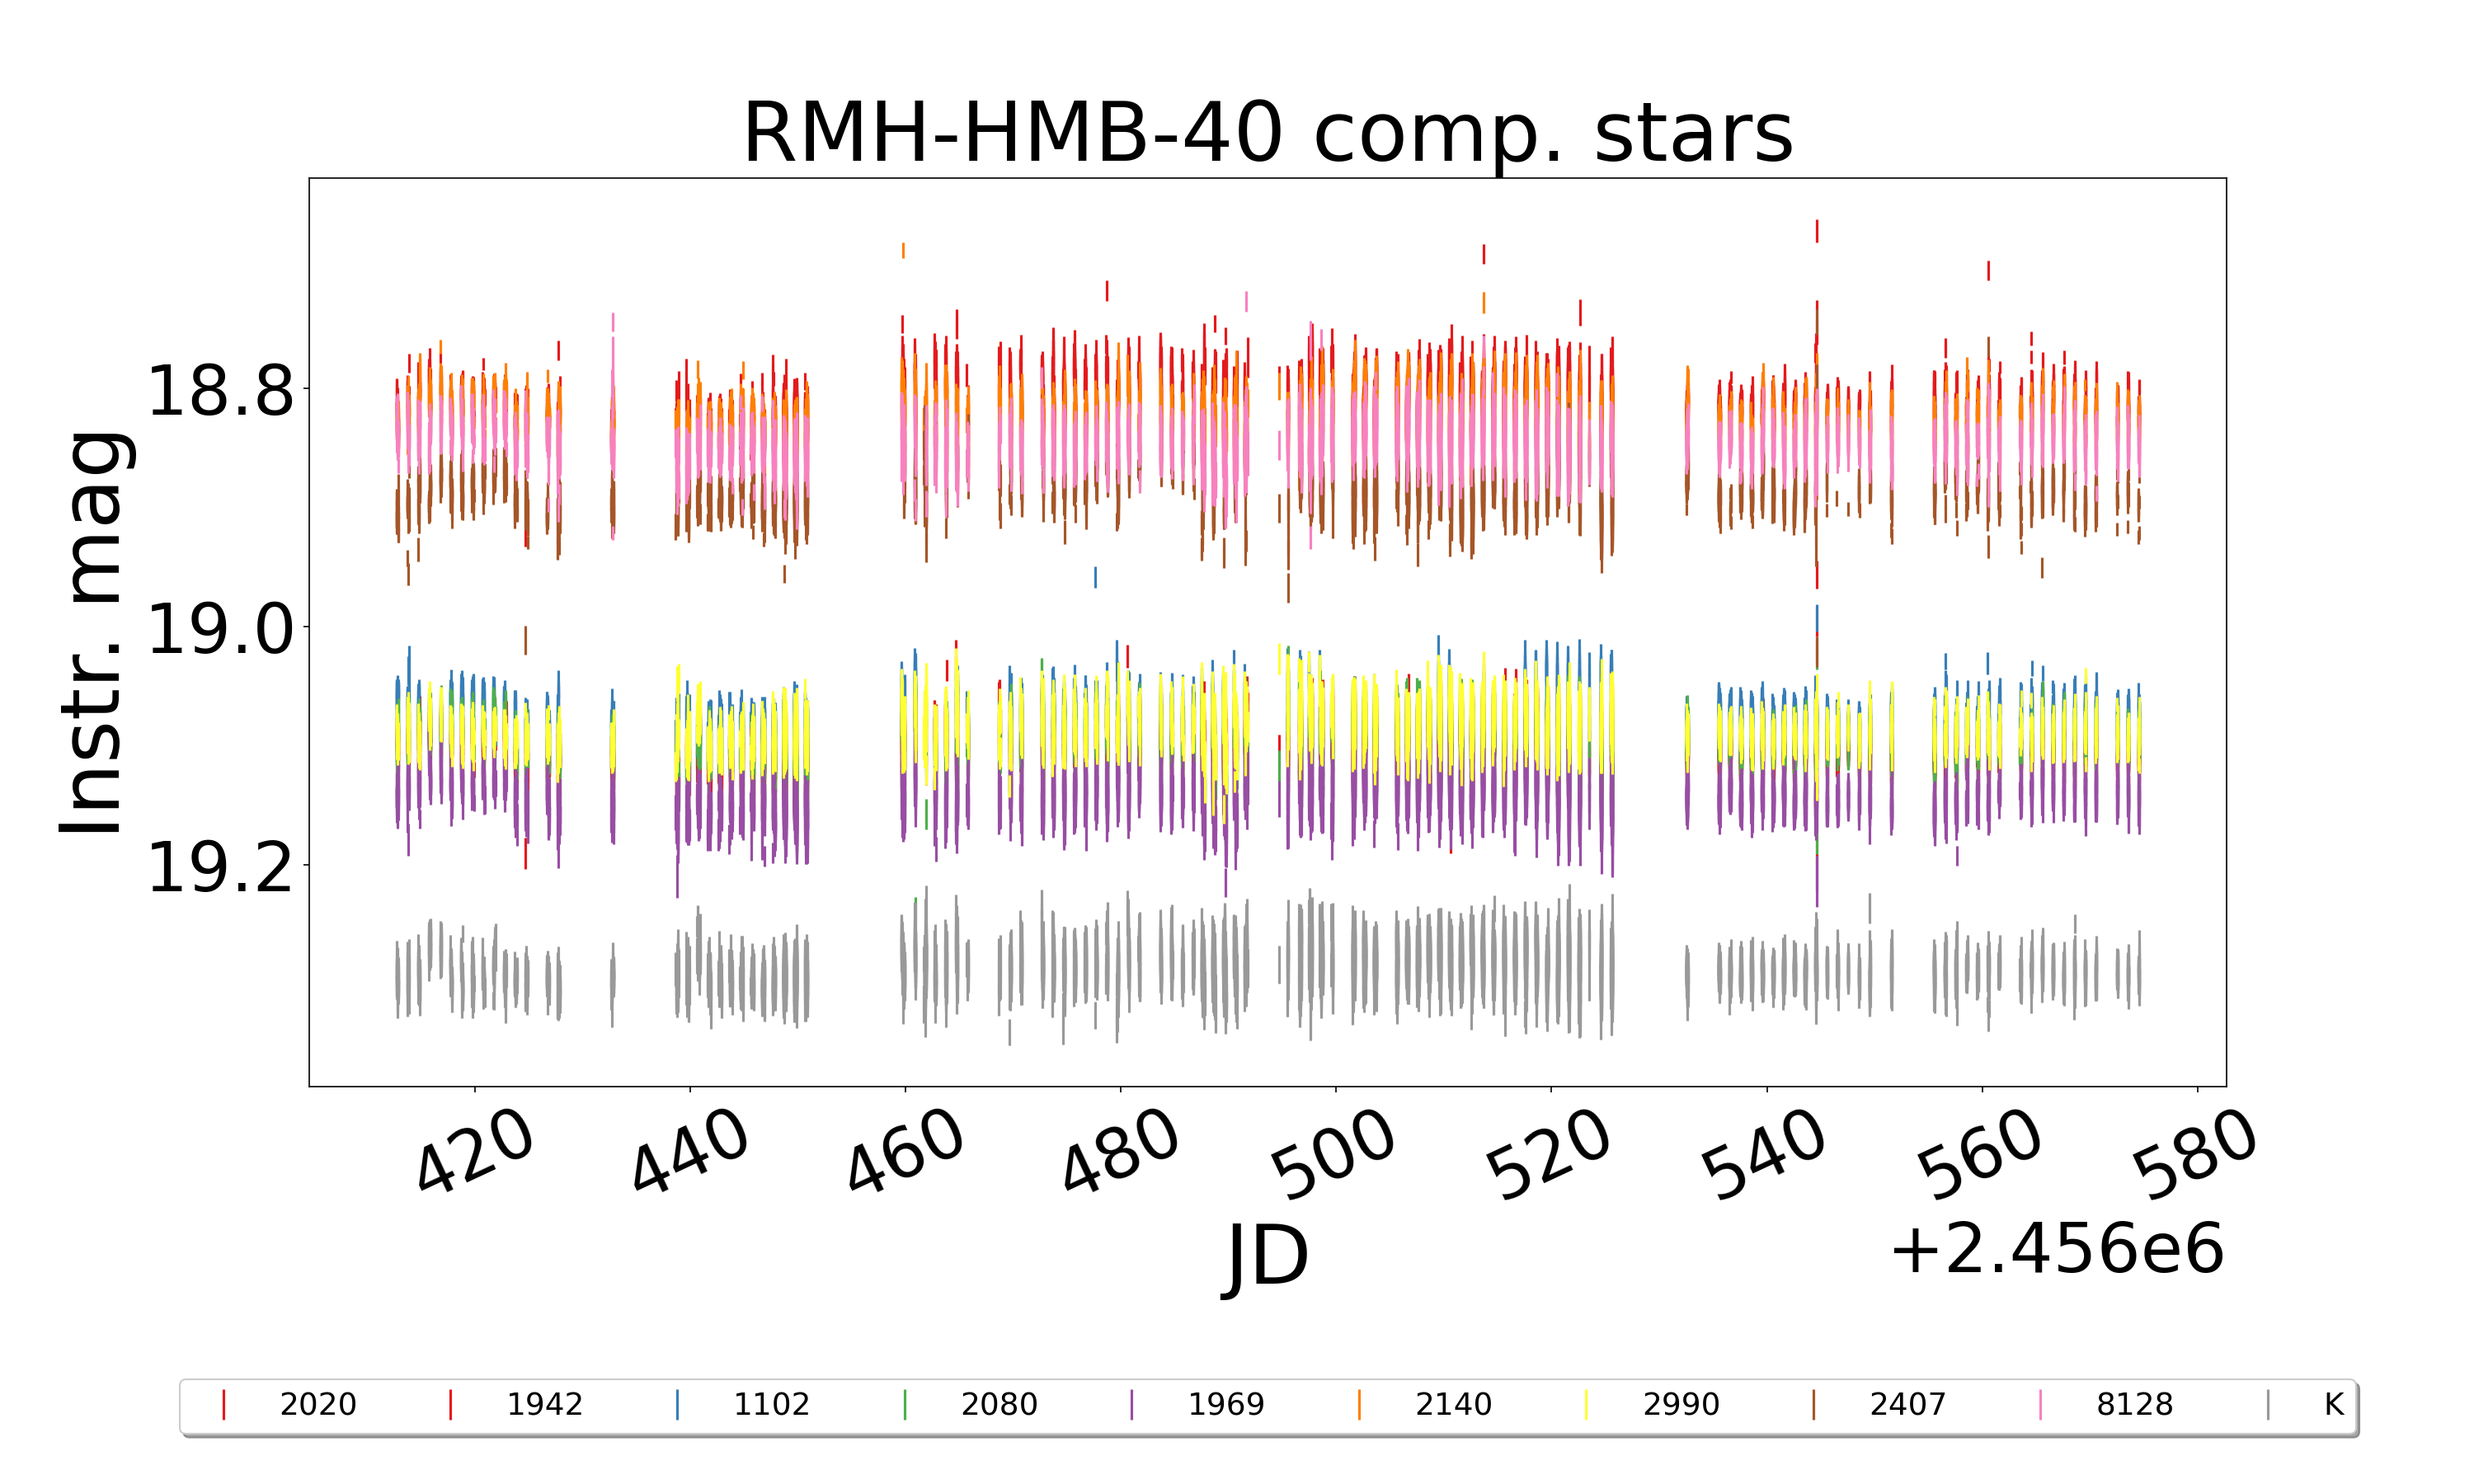 RMH-HMB-40 comp. stars
Instr. mag
18.8
19.0
19.2
420 440 460 480 500 520 540 560 580
JD
+2.456e6
2020 1942 1102 2080 1969 2140 2990 2407 8128 K